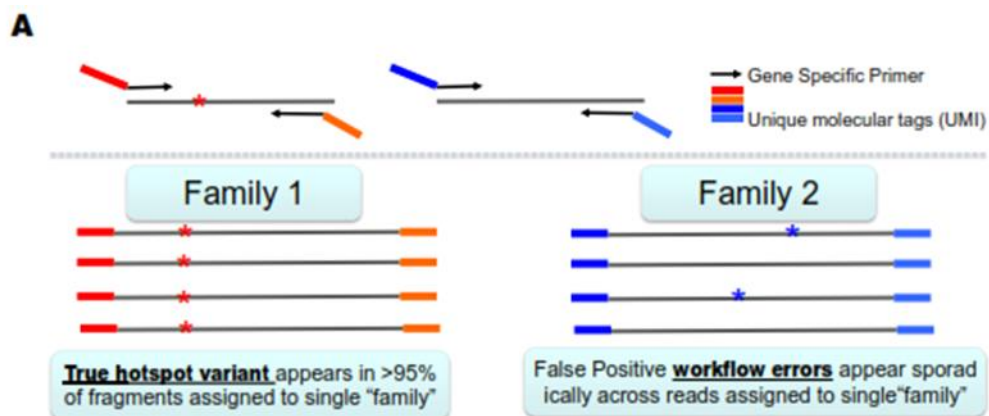 A
Gene Specific Primer
Unique molecular tags (UMI)
Family 1
Family 2
True hotspot variant appears in >95%
of fragments assigned to single "family"
False Positive workflow errors appear sporad
ically across reads assigned to single"family"